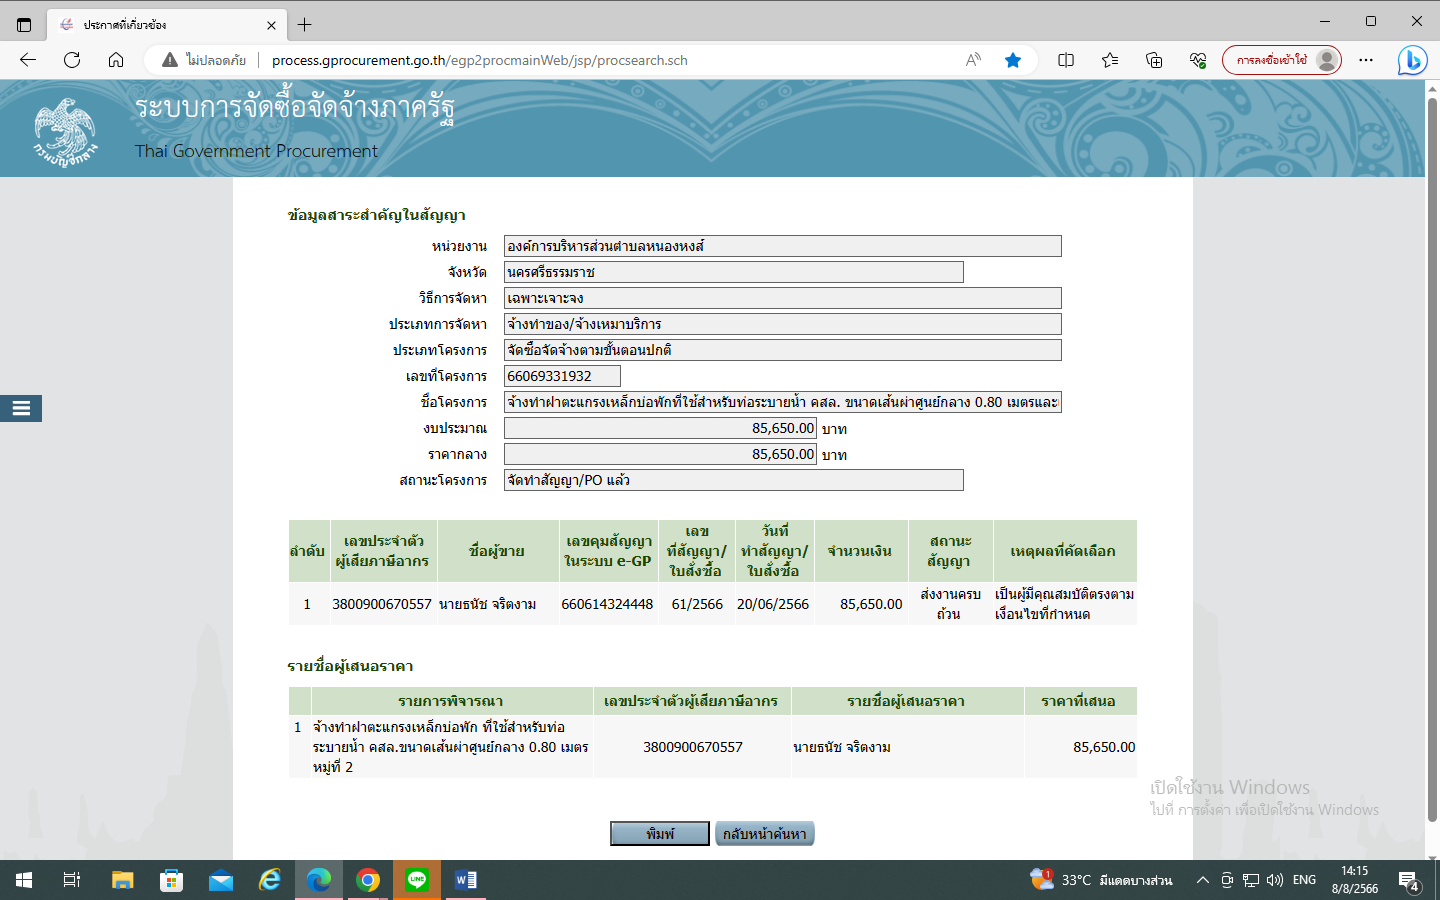 ประกาศที่เกี่ยวข้อง
ไม่ปลอดภัย
process.gprocurement.go.th/egp2procmainWeb/jsp/procsearch.sch
การลงชื่อเข้าใช้
ระบบการจัดซื้อจัดจ้างภาครัฐ
Thai Government Procurement
กรมบัญชีกลาง
ข้อมูลสาระสำคัญในสัญญา
หน่วยงาน องค์การบริหารส่วนตำบลหนองหงส์
จังหวัด นครศรีธรรมราช
วิธีการจัดหา เฉพาะเจาะจง
ประเภทการจัดหา จ้างทำของ/จ้างเหมาบริการ
ประเภทโครงการ จัดซื้อจัดจ้างตามขั้นตอนปกติ
เลขที่โครงการ 66069331932
ชื่อโครงการ จ้างทำฝาตะแกรงเหล็กบ่อพักที่ใช้สำหรับท่อระบายน้ำ คสล. ขนาดเส้นผ่าศูนย์กลาง 0.80 เมตรและ
งบประมาณ 85,650.00 บาท
ราคากลาง 85,650.00 บาท
สถานะโครงการ จัดทำสัญญา/PO แล้ว
ลำดับ เลขประจำตัวผู้เสียภาษีอากร ชื่อผู้ขาย เลขคุมสัญญาในระบบ e-GP เลขที่สัญญา/ใบสั่งซื้อ วันที่ทำสัญญา/ใบสั่งซื้อ จำนวนเงิน สถานะสัญญา เหตุผลที่คัดเลือก
1 3800900670557 นายธนัช จริตงาม 660614324448 61/2566 20/06/2566 85,650.00 ส่งงานครบถ้วน เป็นผู้มีคุณสมบัติตรงตามเงื่อนไขที่กำหนด
รายชื่อผู้เสนอราคา
รายการพิจารณา เลขประจำตัวผู้เสียภาษีอากร รายชื่อผู้เสนอราคา ราคาที่เสนอ
1 จ้างทำฝาตะแกรงเหล็กบ่อพัก ที่ใช้สำหรับท่อ
ระบายน้ำ คสล.ขนาดเส้นผ่าศูนย์กลาง 0.80 เมตร 3800900670557 นายธนัช จริตงาม 85,650.00
หมู่ที่ 2
เปิดใช้งาน Windows
ไปที่ การตั้งค่า เพื่อเปิดใช้งาน Windows
พิมพ์ กลับหน้าค้นหา
1 33°C มีแดดบางส่วน ENG 14:15
8/8/2566 4